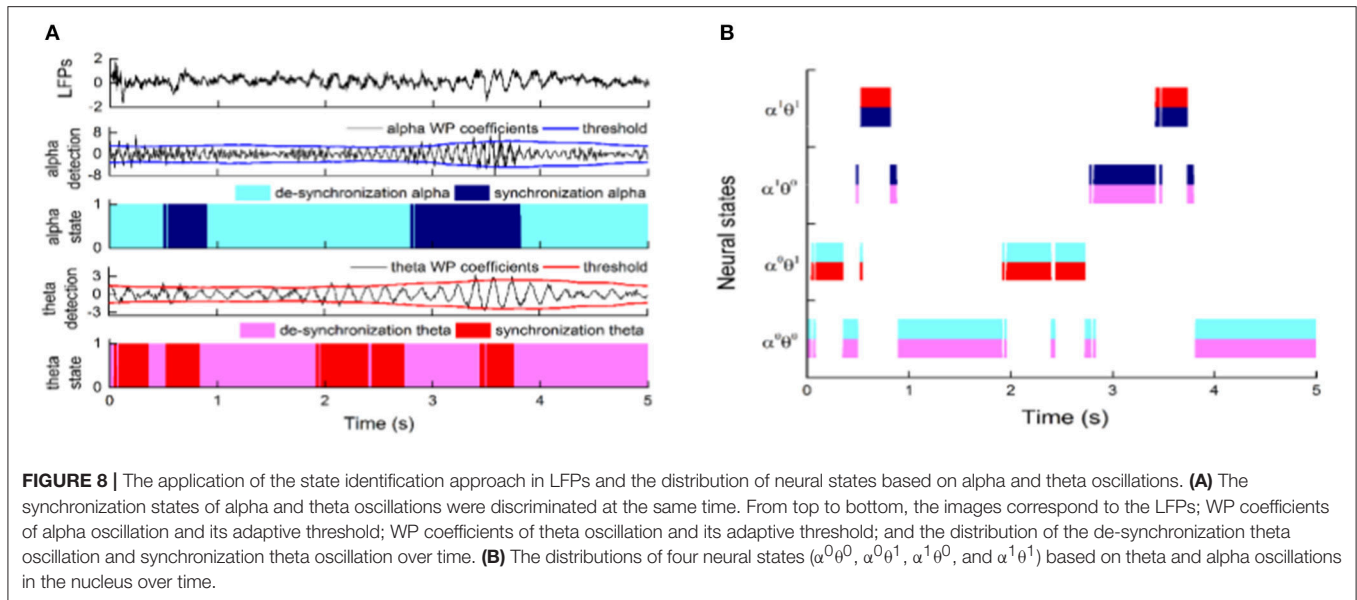 A
LFPs
2
0
-2
0
1
2
3
4
5
alpha detection
8
0
-8
alpha WP coefficients
threshold
de-synchronization alpha
synchronization alpha
alpha state
1
0
theta detection
3
0
-3
theta WP coefficients
threshold
de-synchronization theta
synchronization theta
theta state
1
0
0 1 2 3 4 5
Time (s)
B
Neural states
α¹θ¹
α¹θ⁰
α⁰θ¹
α⁰θ⁰
0 1 2 3 4 5
Time (s)
FIGURE 8 | The application of the state identification approach in LFPs and the distribution of neural states based on alpha and theta oscillations. (A) The
synchronization states of alpha and theta oscillations were discriminated at the same time. From top to bottom, the images correspond to the LFPs; WP coefficients
of alpha oscillation and its adaptive threshold; WP coefficients of theta oscillation and its adaptive threshold; and the distribution of the de-synchronization theta
oscillation and synchronization theta oscillation over time. (B) The distributions of four neural states (α⁰θ⁰, α⁰θ¹, α¹θ⁰, and α¹θ¹) based on theta and alpha oscillations
in the nucleus over time.